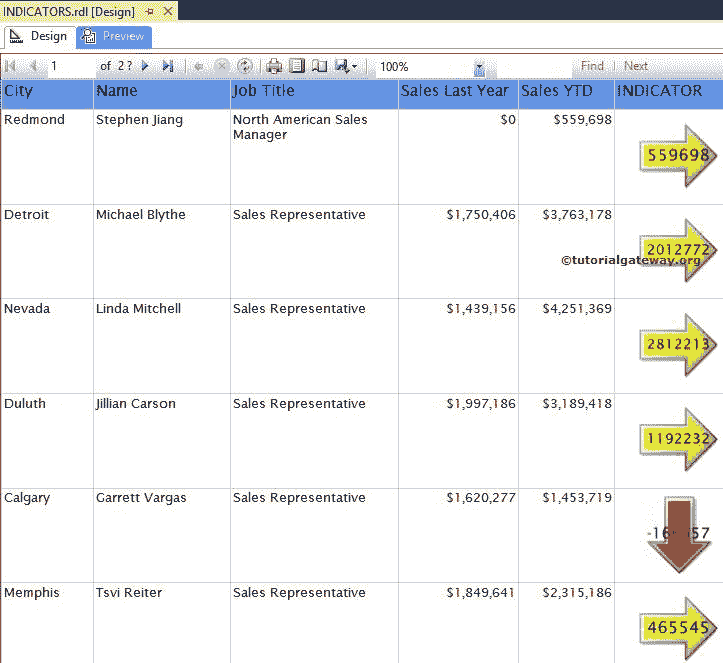 INDICATORS.rdl [Design]
Design Preview
1 of 2 ? 100% Find Next
City Name Job Title Sales Last Year Sales YTD INDICATOR
Redmond Stephen Jiang North American Sales Manager $0 $559,698 559698
Detroit Michael Blythe Sales Representative $1,750,406 $3,763,178 2012772
©tutorialgateway.org
Nevada Linda Mitchell Sales Representative $1,439,156 $4,251,369 2812213
Duluth Jillian Carson Sales Representative $1,997,186 $3,189,418 1192232
Calgary Garrett Vargas Sales Representative $1,620,277 $1,453,719
Memphis Tsvi Reiter Sales Representative $1,849,641 $2,315,186 465545